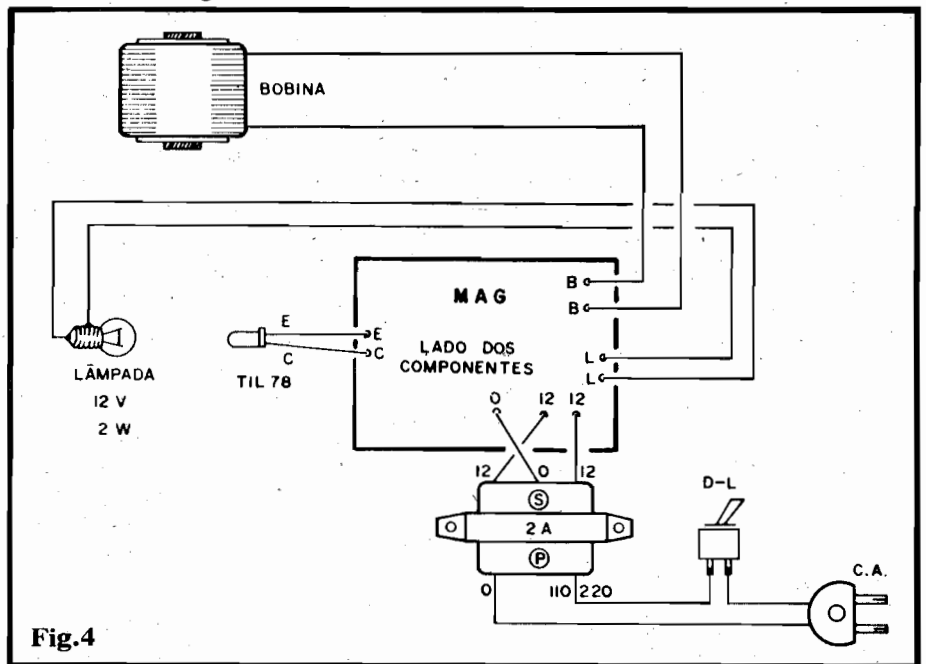 BOBINA
B
MAG
B
E
E
C
C
LADO DOS
COMPONENTES
L
L
LÂMPADA
12 V
2 W
TIL 78
0
12
12
12
0
12
S
2 A
P
0
110
220
D-L
C.A.
Fig.4